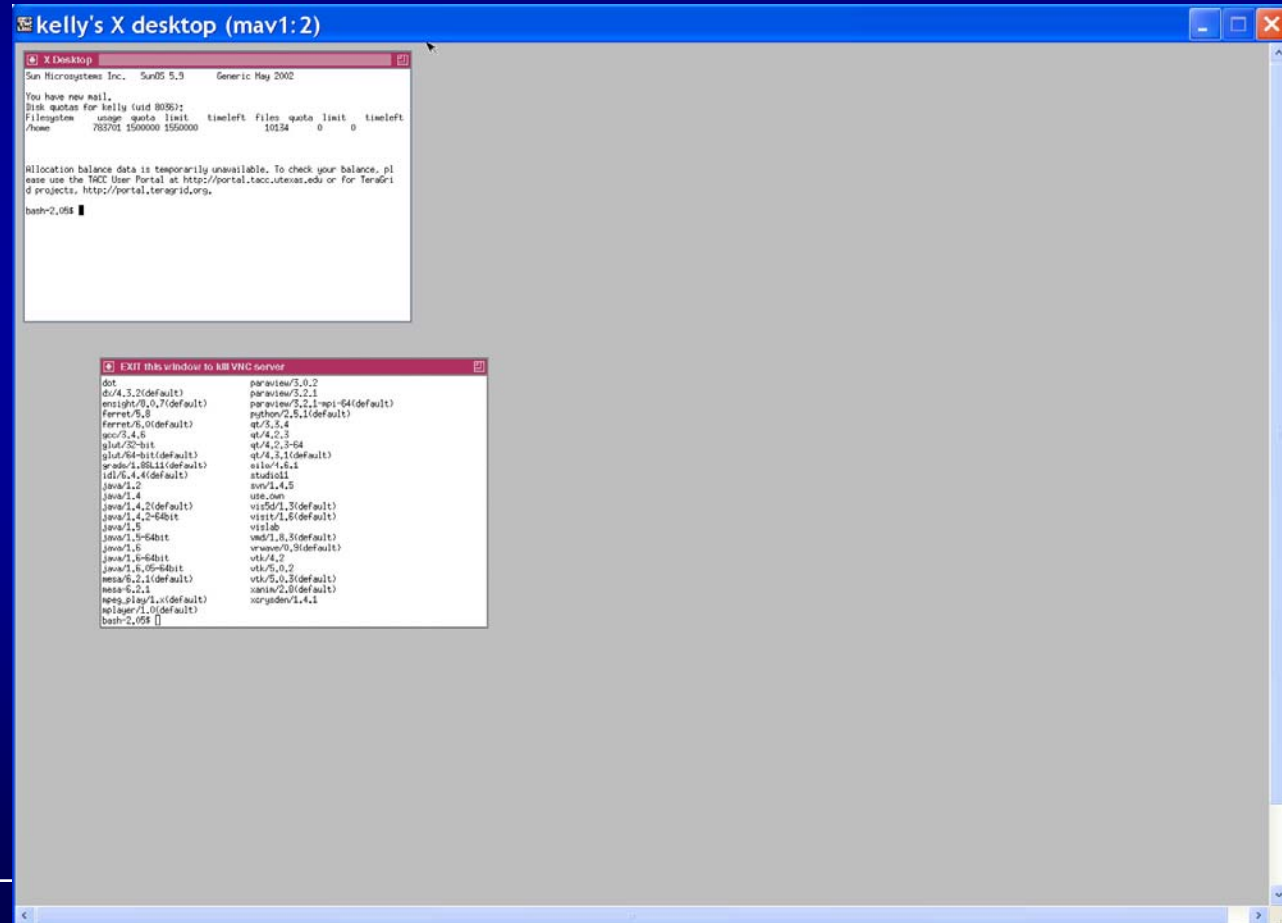 kelly's X desktop (mav1:2)
X Desktop
Sun Microsystems Inc.   SunOS 5.9       Generic May 2002
You have new mail.
Disk quotas for kelly (uid 8036):
Filesystem     usage  quota  limit    timeleft  files  quota  limit    timeleft
/home         783701 1500000 1550000            10134      0      0
Allocation balance data is temporarily unavailable. To check your balance, pl
ease use the TACC User Portal at http://portal.tacc.utexas.edu or for TeraGri
d projects, http://portal.teragrid.org.
bash-2.05$
EXIT this window to kill VNC server
dot                        paraview/3.0.2
dx/4.3.2(default)          paraview/3.2.1
ensight/8.0.7(default)     paraview/3.2.1-mpi-64(default)
ferret/5.8                 python/2.5.1(default)
ferret/6.0(default)        qt/3.3.4
gcc/3.4.6                  qt/4.2.3
glut/32-bit                qt/4.2.3-64
glut/64-bit(default)       qt/4.3.1(default)
grads/1.8SL11(default)     silo/4.6.1
idl/6.4.4(default)         studio11
java/1.2                   svn/1.4.5
java/1.4                   use.own
java/1.4.2(default)        vis5d/1.3(default)
java/1.4.2-64bit           visit/1.6(default)
java/1.5                   vislab
java/1.5-64bit             vmd/1.8.3(default)
java/1.6                   vrwave/0.9(default)
java/1.6-64bit             vtk/4.2
java/1.6.05-64bit          vtk/5.0.2
mesa/6.2.1(default)        vtk/5.0.3(default)
mesa-6.2.1                 xanim/2.8(default)
mpeg_play/1.x(default)     xcrysden/1.4.1
mplayer/1.0(default)
bash-2.05$